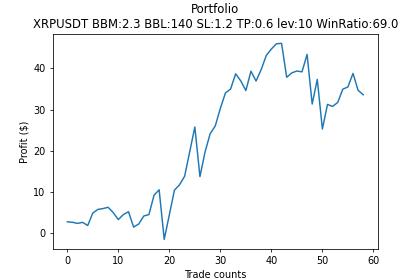 Portfolio
XRPUSDT BBM:2.3 BBL:140 SL:1.2 TP:0.6 lev:10 WinRatio:69.0
40
30
20
10
0
Profit ($)
0 10 20 30 40 50 60
Trade counts